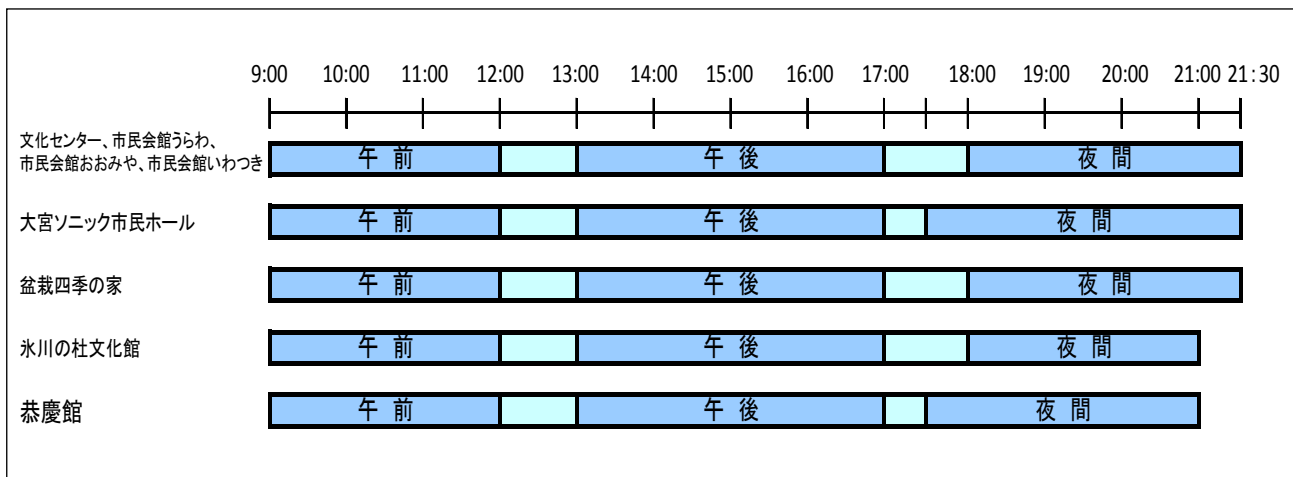 9:00 10:00 11:00 12:00 13:00 14:00 15:00 16:00 17:00 18:00 19:00 20:00 21:00 21:30
文化センター、市民会館うらわ、
市民会館おおみや、市民会館いわつき
午前 午後 夜間
大宮ソニック市民ホール 午前 午後 夜間
盆栽四季の家 午前 午後 夜間
氷川の杜文化館 午前 午後 夜間
恭慶館 午前 午後 夜間